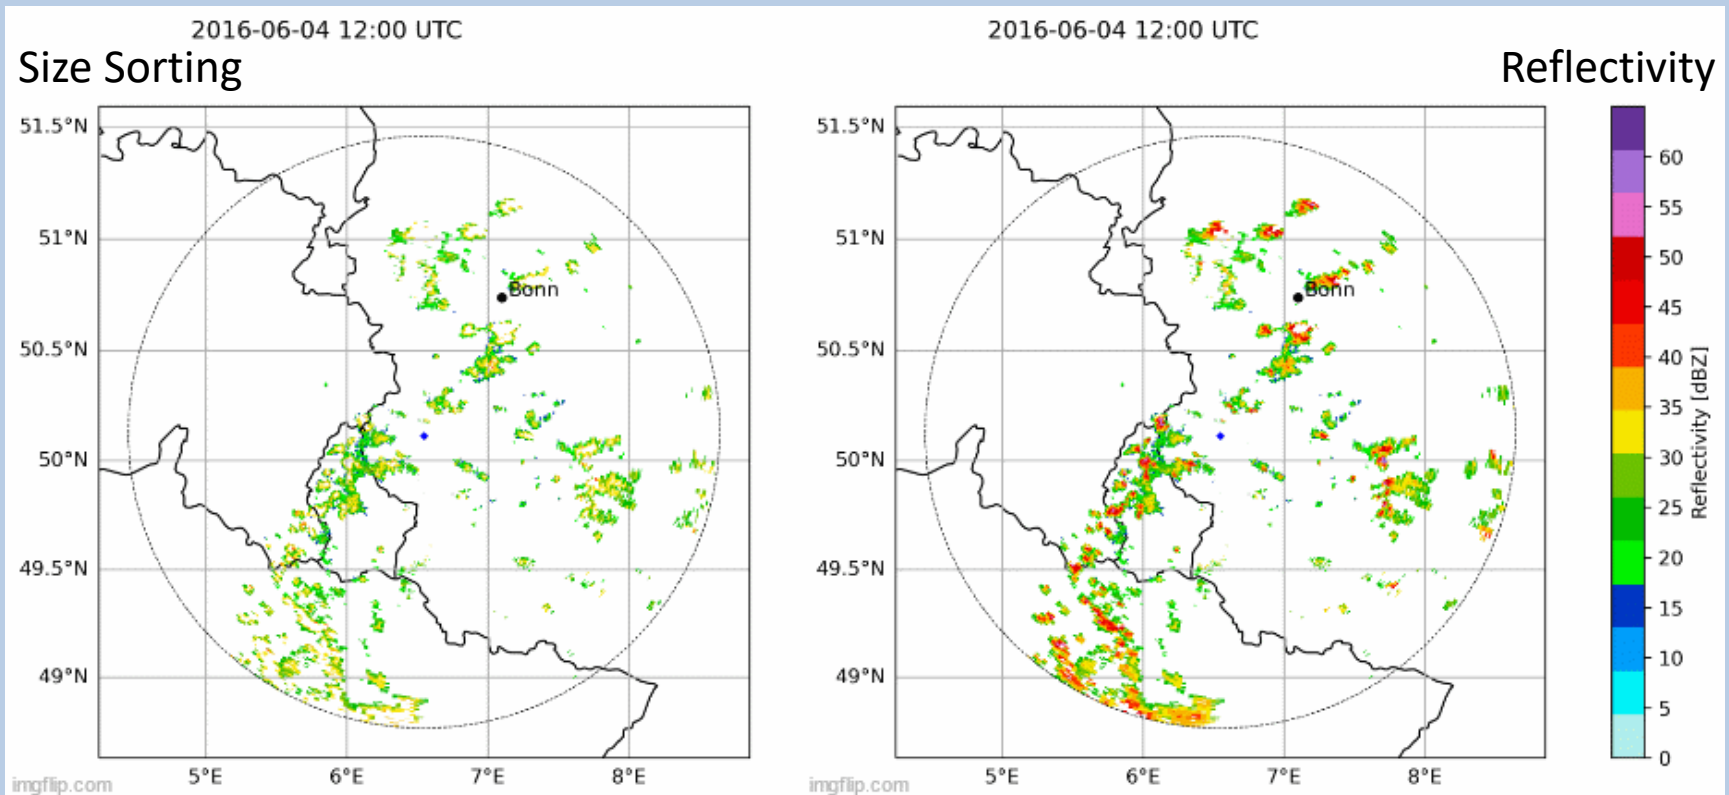 2016-06-04 12:00 UTC
2016-06-04 12:00 UTC
Size Sorting
Reflectivity
51.5°N
51°N
50.5°N
50°N
49.5°N
49°N
5°E
6°E
7°E
8°E
Bonn
imgflip.com
51.5°N
51°N
50.5°N
50°N
49.5°N
49°N
5°E
6°E
7°E
8°E
Bonn
imgflip.com
60
55
50
45
40
35
30
25
20
15
10
5
0
Reflectivity [dBZ]